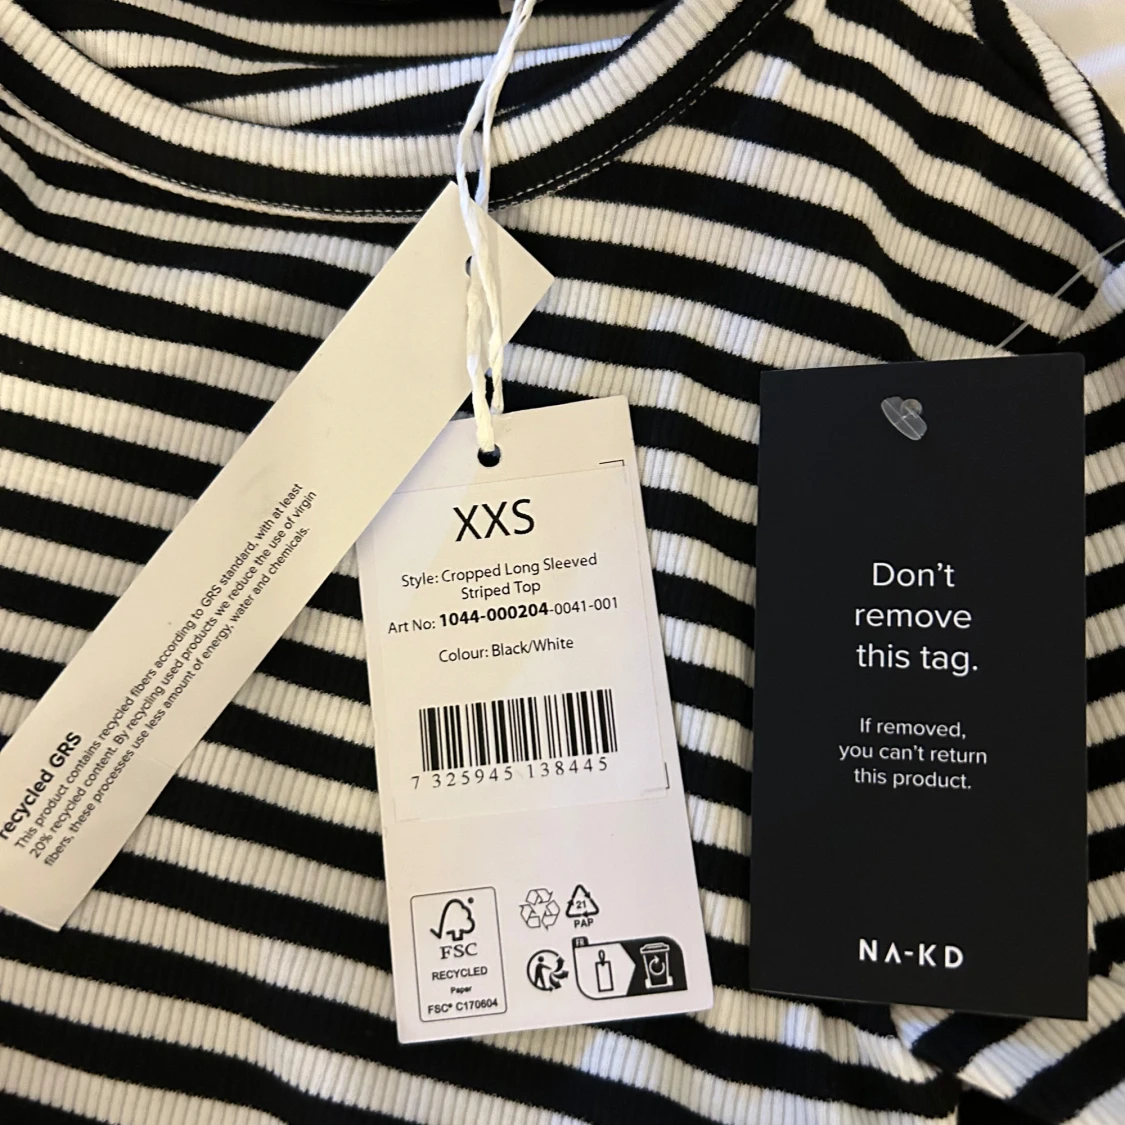 recycled GRS
This product contains recycled fibers according to GRS standard, with at least
20% recycled content. By recycling used products we reduce the use of virgin
fibers, these processes use less amount of energy, water and chemicals.
XXS
Style: Cropped Long Sleeved
Striped Top
Art No: 1044-000204-0041-001
Colour: Black/White
7 325945 138445
FSC
RECYCLED
Paper
FSC® C170604
21
PAP
FR
Don't
remove
this tag.
If removed,
you can't return
this product.
NA-KD